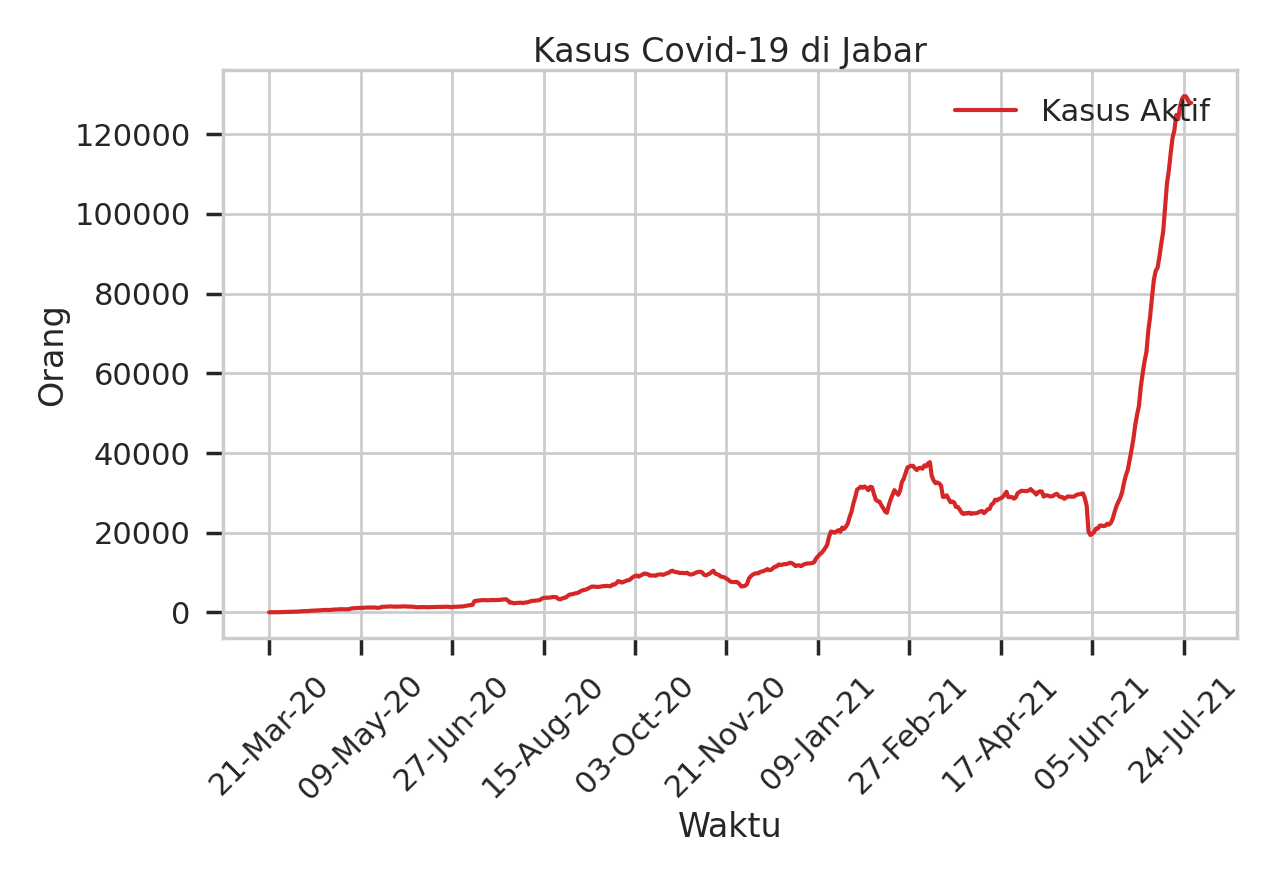 Kasus Covid-19 di Jabar
Kasus Aktif
120000
100000
80000
60000
40000
20000
0
Orang
21-Mar-20
09-May-20
27-Jun-20
15-Aug-20
03-Oct-20
21-Nov-20
09-Jan-21
27-Feb-21
17-Apr-21
05-Jun-21
24-Jul-21
Waktu